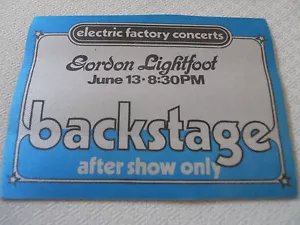 electric factory concerts
Gordon Lightfoot
June 13 • 8:30PM
backstage
after show only